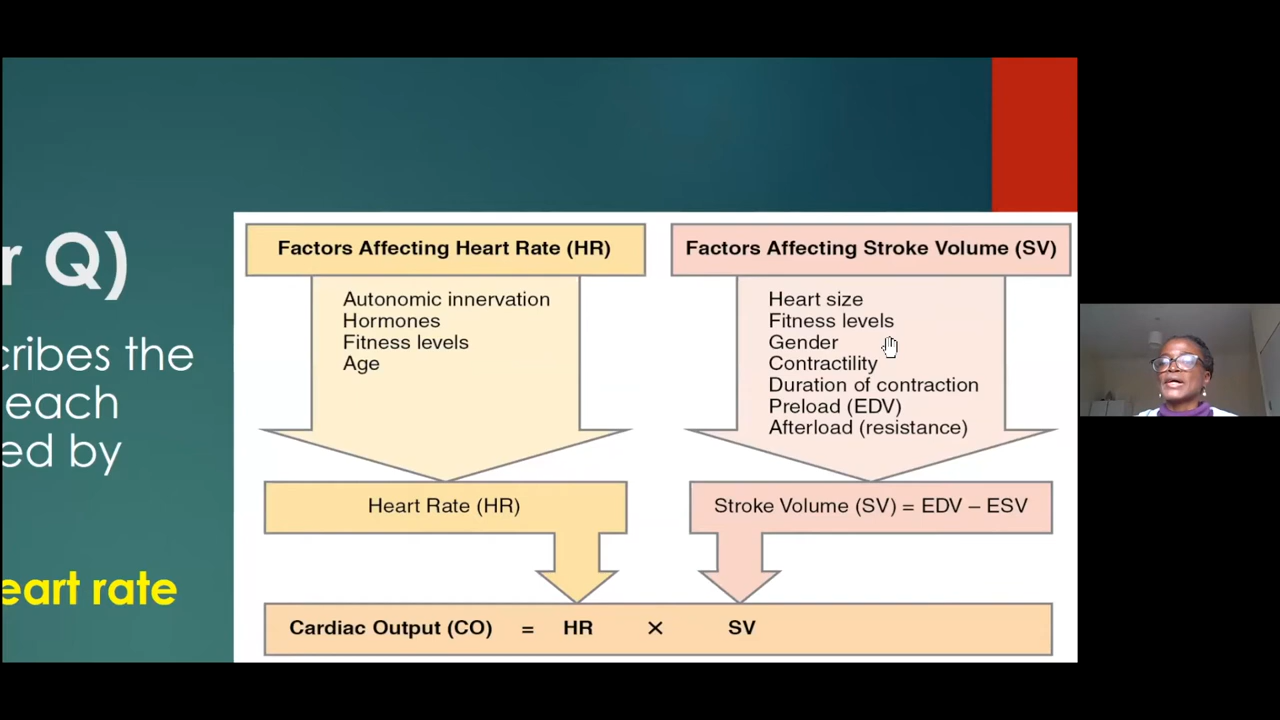 r Q)
cribes the
each
ed by
eart rate
Factors Affecting Heart Rate (HR)
Autonomic innervation
Hormones
Fitness levels
Age
Heart Rate (HR)
Factors Affecting Stroke Volume (SV)
Heart size
Fitness levels
Gender
Contractility
Duration of contraction
Preload (EDV)
Afterload (resistance)
Stroke Volume (SV) = EDV – ESV
Cardiac Output (CO) = HR × SV